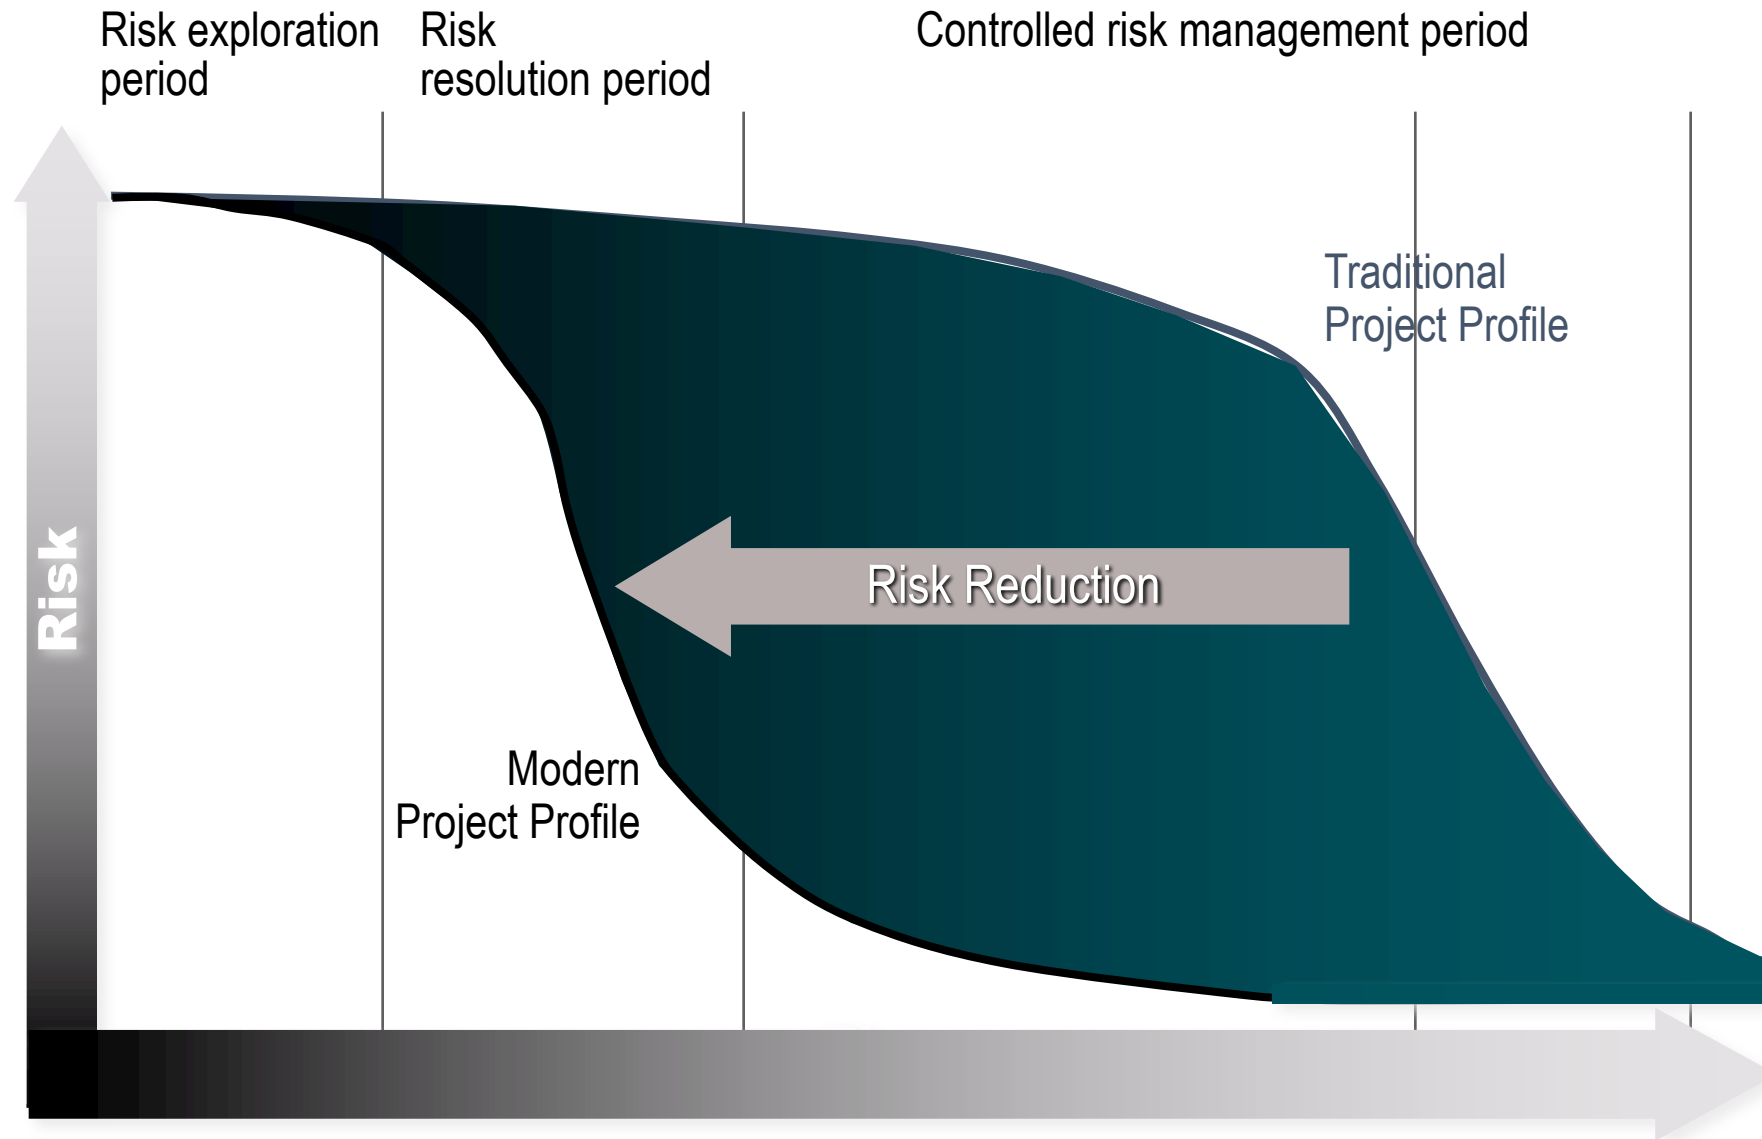 Risk exploration
period
Risk
resolution period
Controlled risk management period
Traditional
Project Profile
Risk
Risk Reduction
Modern
Project Profile